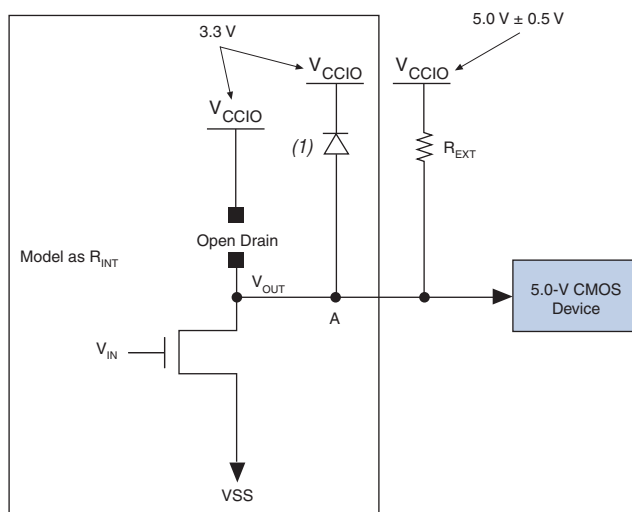 3.3 V
5.0 V ± 0.5 V
VCCIO
VCCIO
VCCIO
(1)
REXT
Open Drain
Model as RINT
VOUT
A
5.0-V CMOS
Device
VIN
VSS